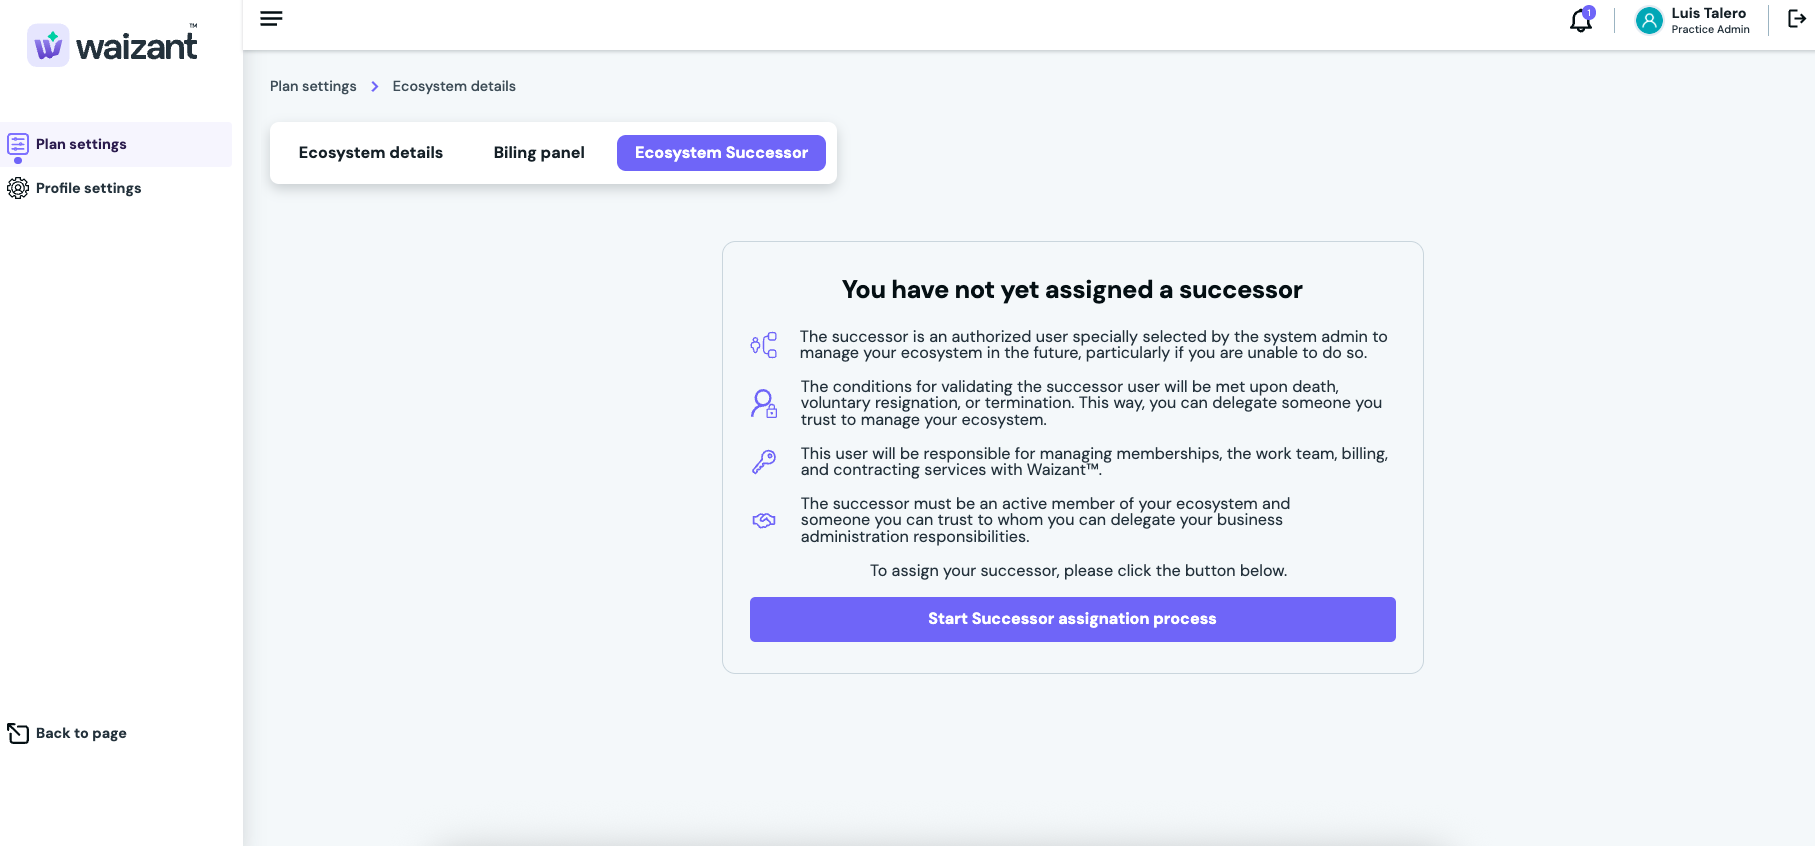 waizant™
1
Luis Talero
Practice Admin
Plan settings
Profile settings
Back to page
Plan settings > Ecosystem details
Ecosystem details Biling panel Ecosystem Successor
You have not yet assigned a successor
The successor is an authorized user specially selected by the system admin to
manage your ecosystem in the future, particularly if you are unable to do so.
The conditions for validating the successor user will be met upon death,
voluntary resignation, or termination. This way, you can delegate someone you
trust to manage your ecosystem.
This user will be responsible for managing memberships, the work team, billing,
and contracting services with Waizant™.
The successor must be an active member of your ecosystem and
someone you can trust to whom you can delegate your business
administration responsibilities.
To assign your successor, please click the button below.
Start Successor assignation process